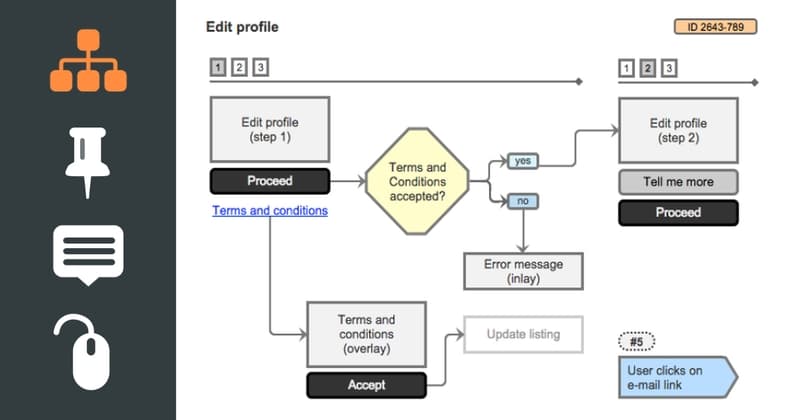 Edit profile
ID 2643-789
1 2 3
1 2 3
Edit profile
(step 1)
Proceed
Terms and conditions
Terms and
Conditions
accepted?
yes
no
Error message
(inlay)
Edit profile
(step 2)
Tell me more
Proceed
Terms and
conditions
(overlay)
Accept
Update listing
#5
User clicks on
e-mail link